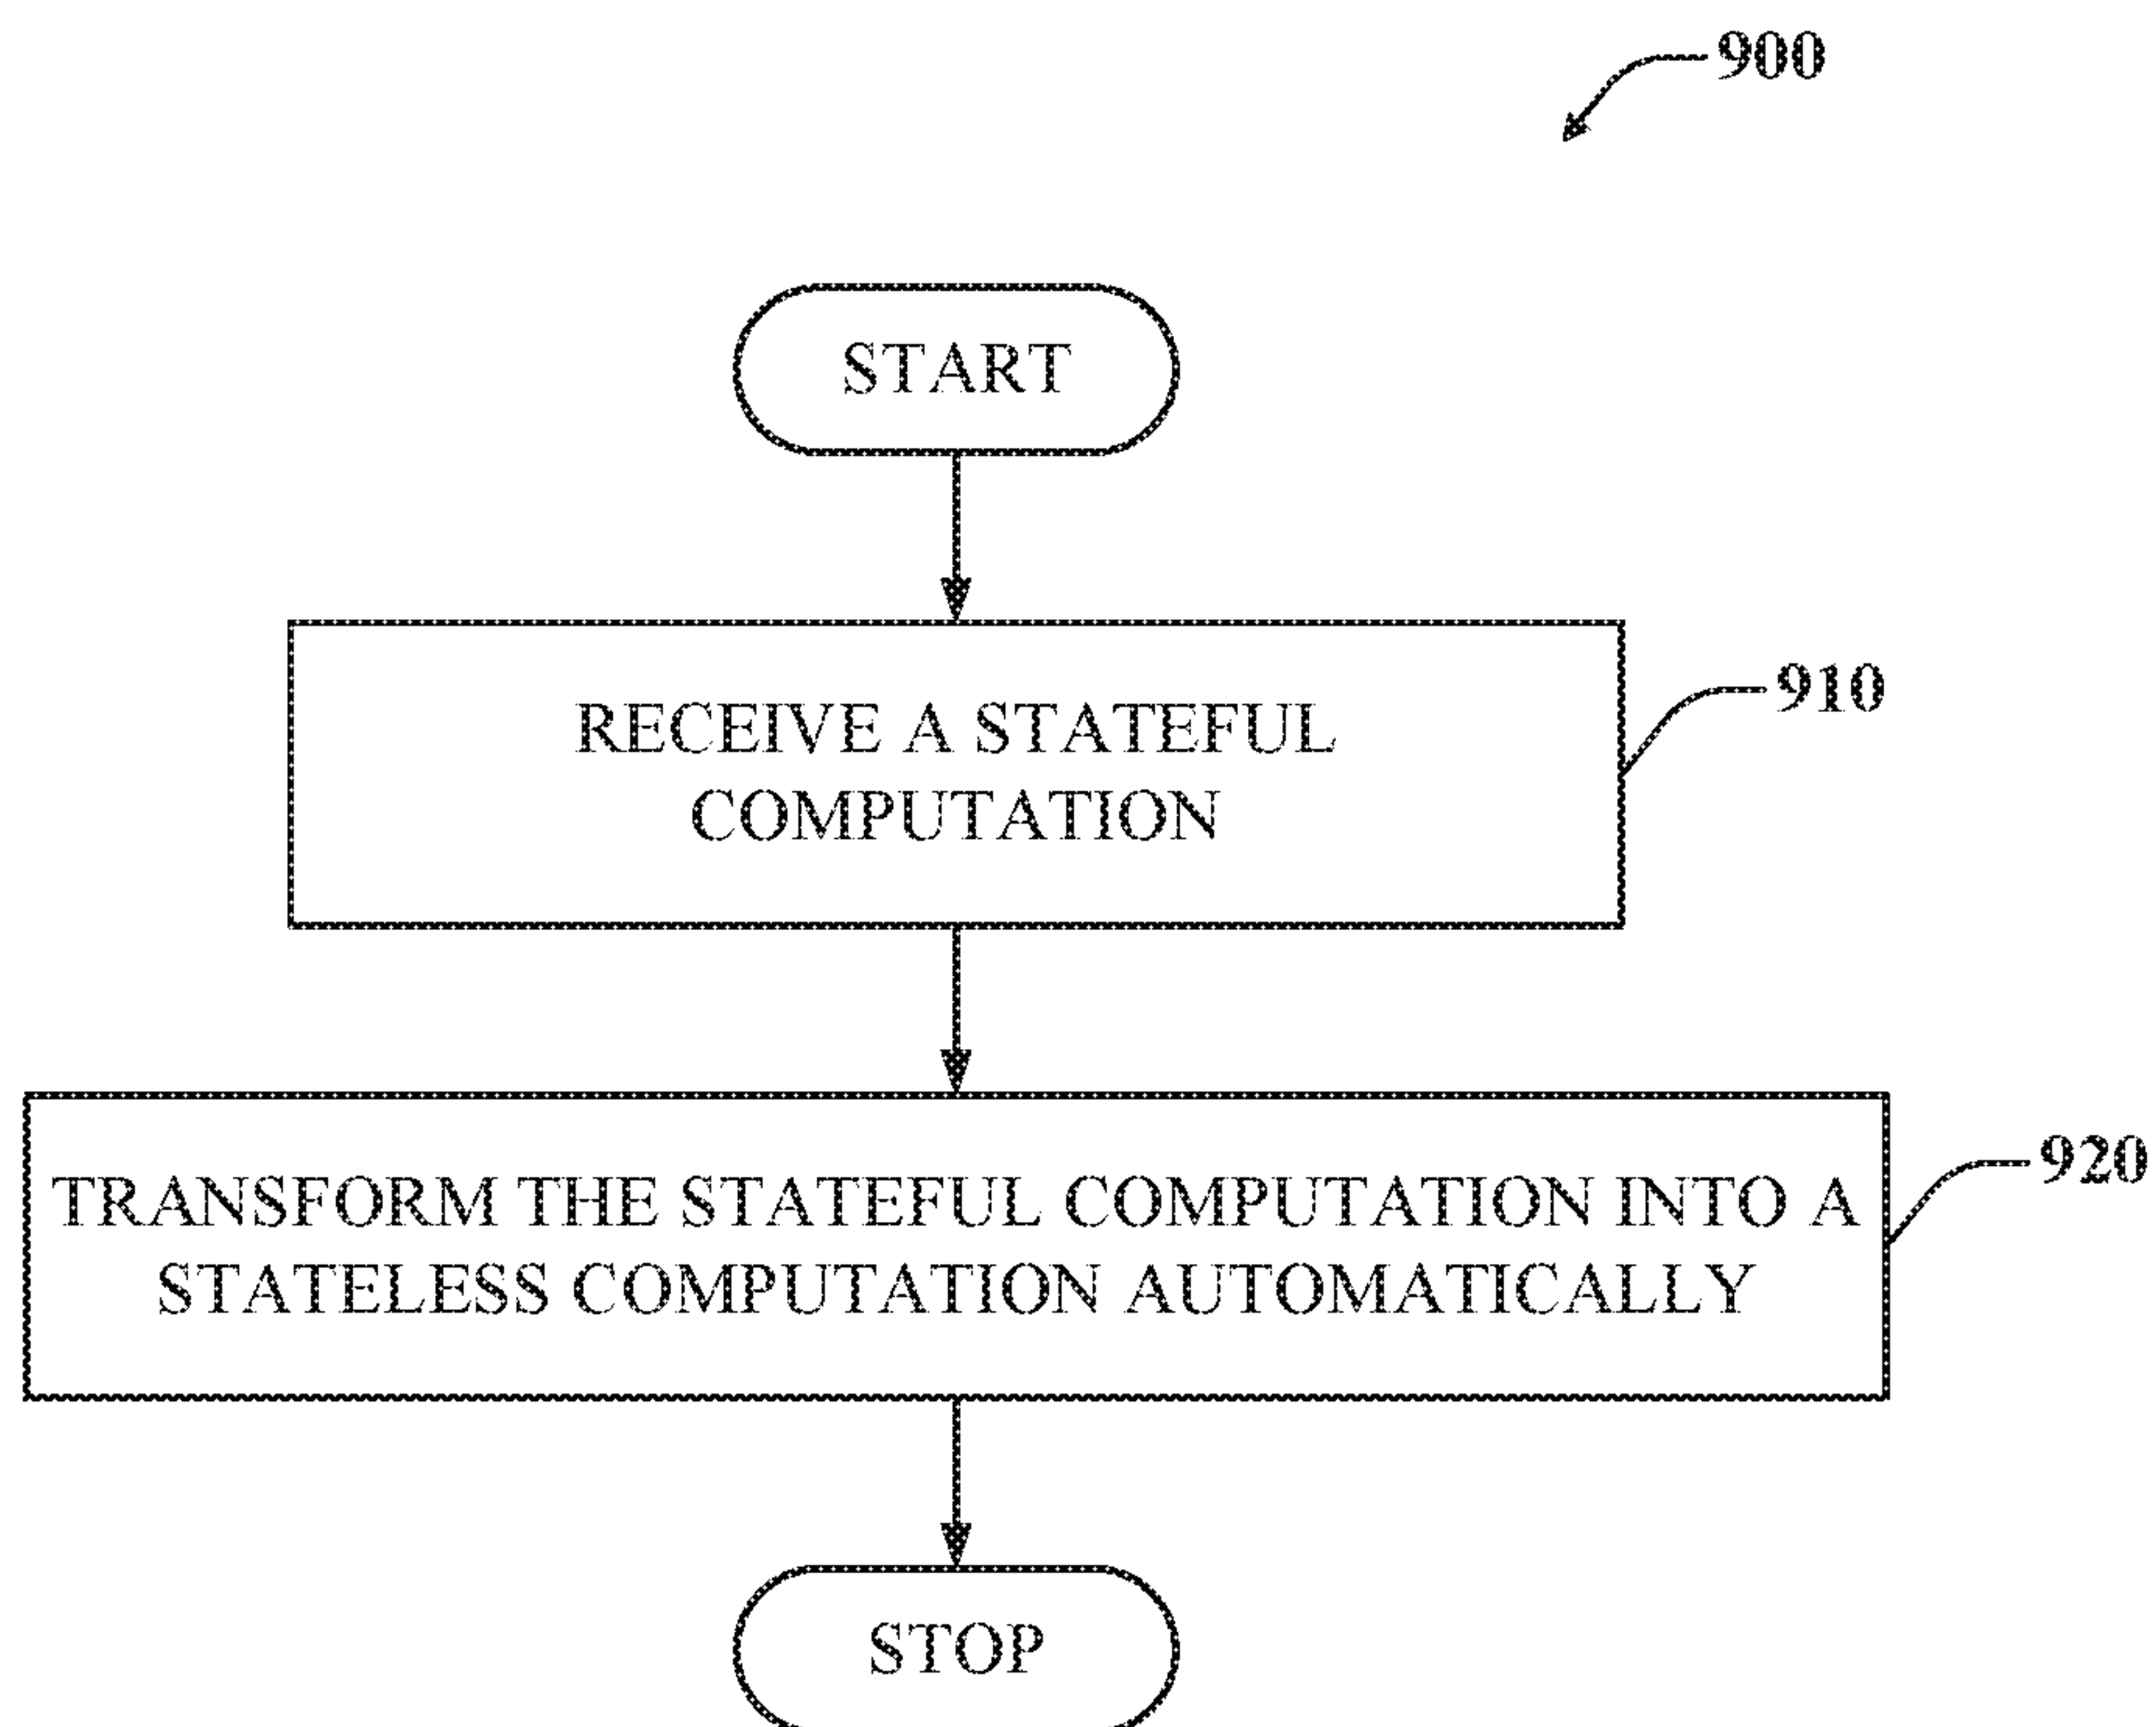 900
START
RECEIVE A STATEFUL
COMPUTATION
910
TRANSFORM THE STATEFUL COMPUTATION INTO A
STATELESS COMPUTATION AUTOMATICALLY
920
STOP